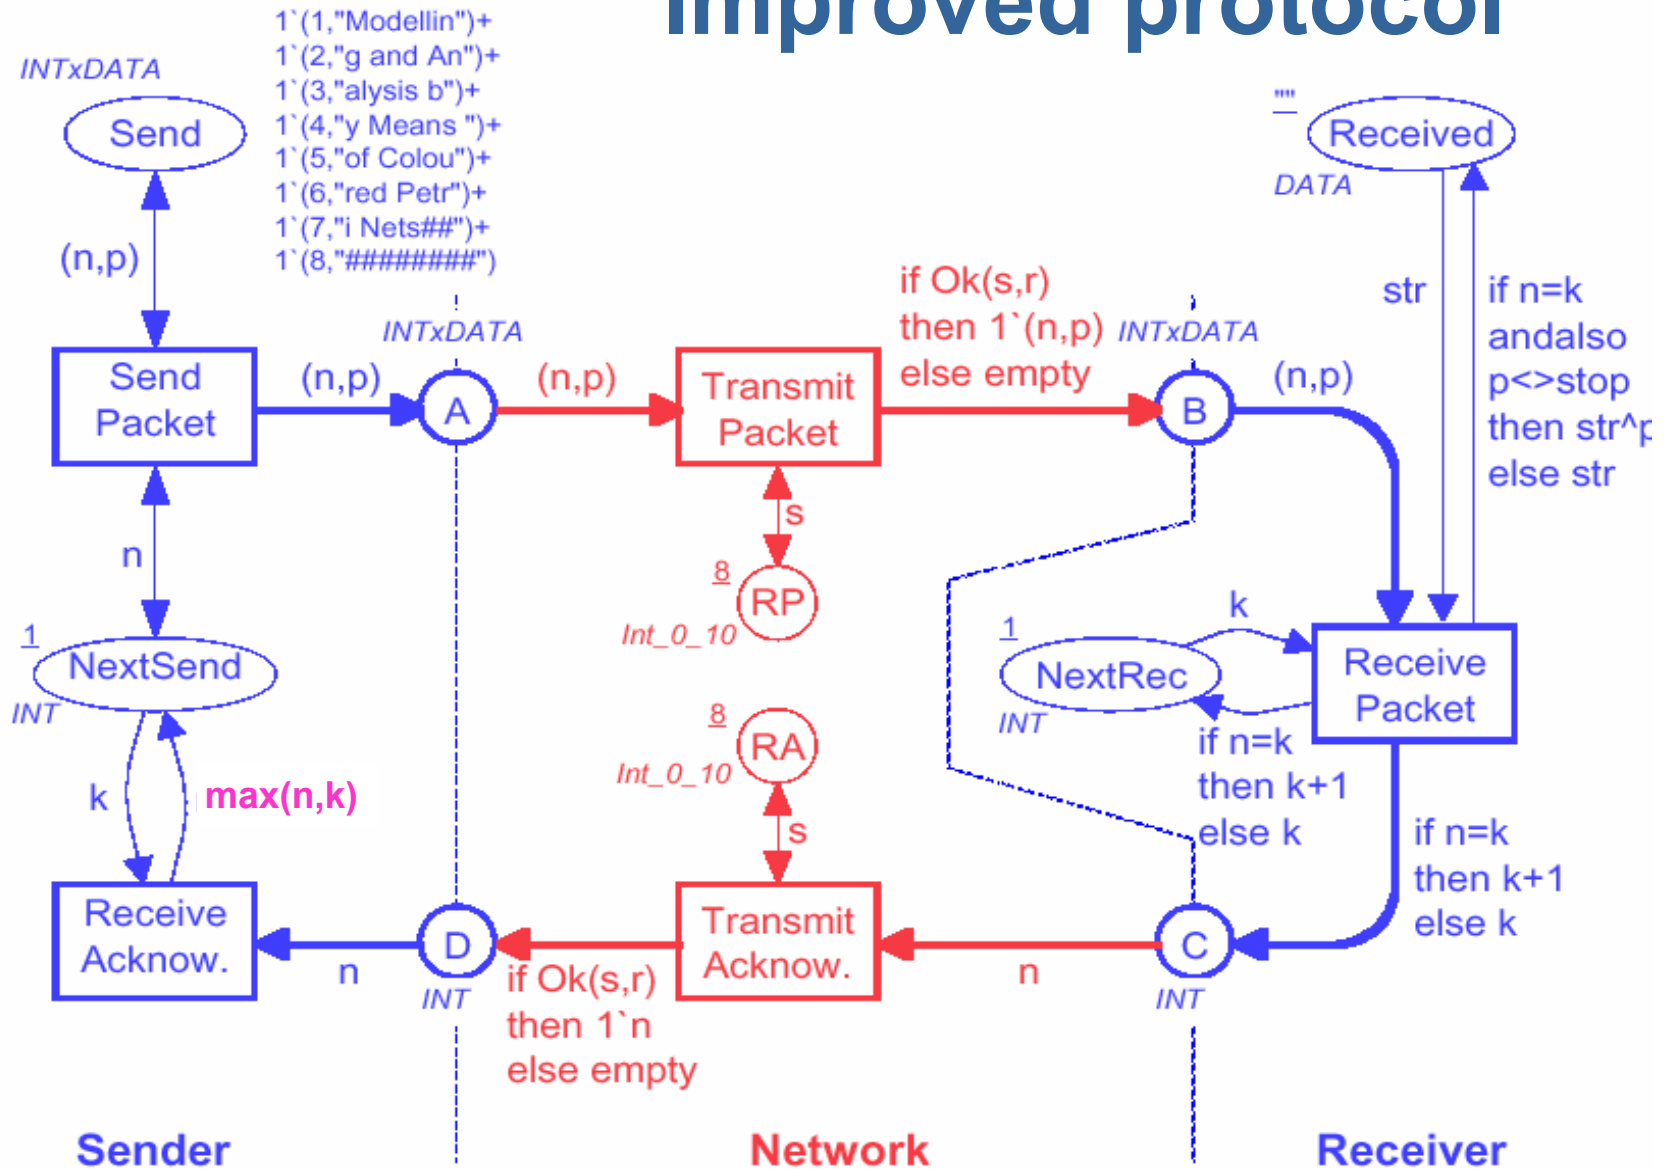 Improved protocol
1`(1,"Modellin")+
1`(2,"g and An")+
1`(3,"alysis b")+
1`(4,"y Means ")+
1`(5,"of Colou")+
1`(6,"red Petr")+
1`(7,"i Nets##")+
1`(8,"########")
INTxDATA
Send
(n,p)
Send
Packet
n
1
NextSend
INT
k
max(n,k)
Receive
Acknow.
n
INTxDATA
(n,p)
A
(n,p)
Transmit
Packet
if Ok(s,r)
then 1`(n,p)
else empty
s
8
RP
Int_0_10
8
RA
Int_0_10
s
Transmit
Acknow.
D
INT
if Ok(s,r)
then 1`n
else empty
n
INTxDATA
B
(n,p)
""
Received
DATA
str
if n=k
andalso
p<>stop
then str^p
else str
k
1
NextRec
INT
Receive
Packet
if n=k
then k+1
else k
if n=k
then k+1
else k
C
INT
Sender
Network
Receiver